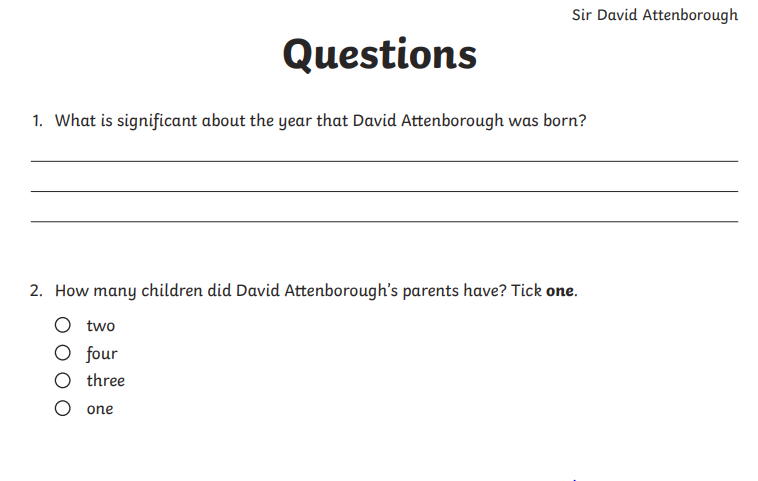 Sir David Attenborough
Questions
1. What is significant about the year that David Attenborough was born?
2. How many children did David Attenborough's parents have? Tick one.
two
four
three
one